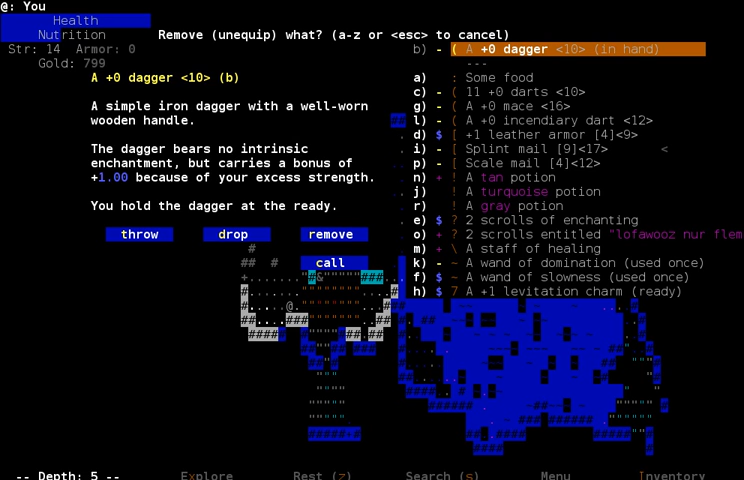 @: You
Health
Nutrition
Str: 14 Armor: 0
Gold: 799
Remove (unequip) what? (a-z or <esc> to cancel)
A +0 dagger <10> (b)
A simple iron dagger with a well-worn
wooden handle.
The dagger bears no intrinsic
enchantment, but carries a bonus of
+1.00 because of your excess strength.
You hold the dagger at the ready.
throw drop remove
call
b) - ( A +0 dagger <10> (in hand)
---
a) : Some food
c) - ( 11 +0 darts <10>
g) - ( A +0 mace <16>
l) - ( A +0 incendiary dart <12>
d) $ [ +1 leather armor [4]<9>
i) - [ Splint mail [9]<17> <
p) - [ Scale mail [4]<12>
n) + ! A tan potion
j) ! A turquoise potion
r) ! A gray potion
e) $ ? 2 scrolls of enchanting
o) + ? 2 scrolls entitled "lofawooz nur flem
m) + \ A staff of healing
k) - ~ A wand of domination (used once)
f) $ ~ A wand of slowness (used once)
h) $ 7 A +1 levitation charm (ready)
-- Depth: 5 -- Explore Rest (z) Search (s) Menu Inventory